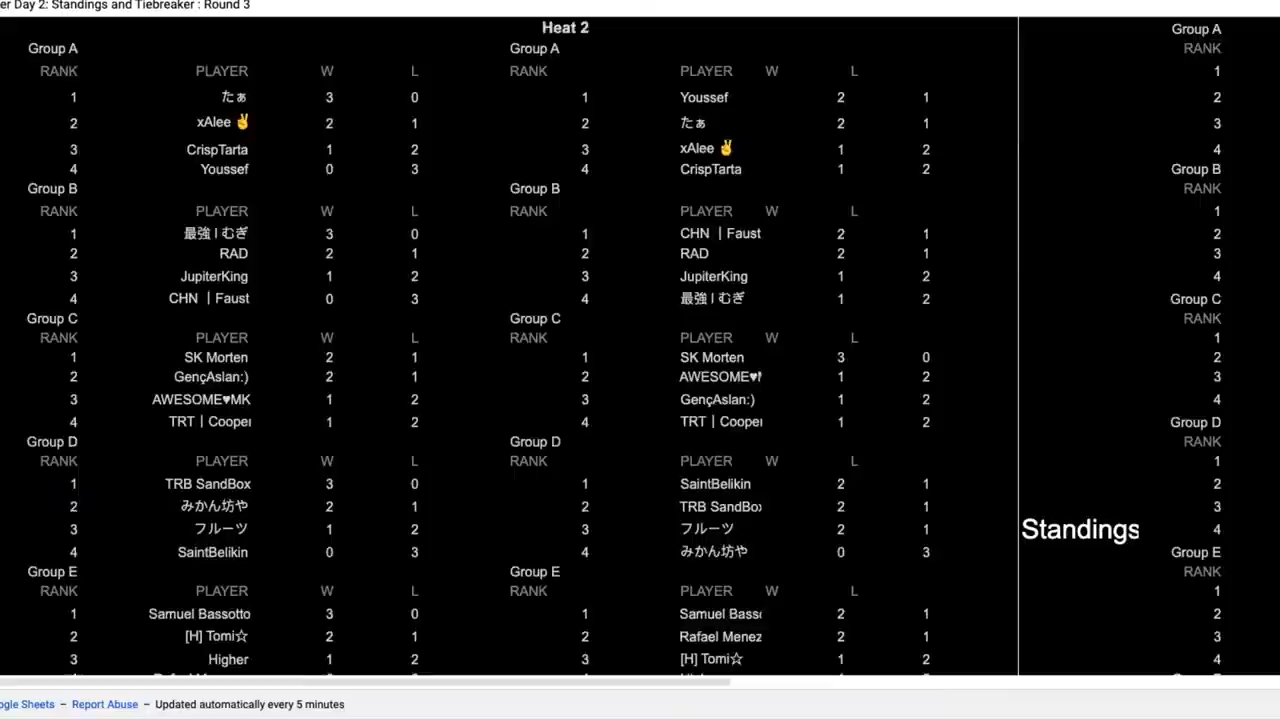 er Day 2: Standings and Tiebreaker : Round 3
Heat 2 Group A
Group A Group A RANK
RANK PLAYER W L RANK PLAYER W L 1
1 たぁ 3 0 1 Youssef 2 1 2
2 xAlee ✌ 2 1 2 たぁ 2 1 3
3 CrispTarta 1 2 3 xAlee ✌ 1 2 4
4 Youssef 0 3 4 CrispTarta 1 2 Group B
Group B Group B RANK
RANK PLAYER W L RANK PLAYER W L 1
1 最強 l むぎ 3 0 1 CHN ｜Faust 2 1 2
2 RAD 2 1 2 RAD 2 1 3
3 JupiterKing 1 2 3 JupiterKing 1 2 4
4 CHN ｜Faust 0 3 4 最強 l むぎ 1 2 Group C
Group C Group C RANK
RANK PLAYER W L RANK PLAYER W L 1
1 SK Morten 2 1 1 SK Morten 3 0 2
2 GençAslan:) 2 1 2 AWESOME♥ 1 2 3
3 AWESOME♥MK 1 2 3 GençAslan:) 1 2 4
4 TRT｜Cooper 1 2 4 TRT｜Cooper 1 2 Group D
Group D Group D RANK
RANK PLAYER W L RANK PLAYER W L 1
1 TRB SandBox 3 0 1 SaintBelikin 2 1 2
2 みかん坊や 2 1 2 TRB SandBox 2 1 3
3 フルーツ 1 2 3 フルーツ 2 1 4
Standings
4 SaintBelikin 0 3 4 みかん坊や 0 3 Group E
Group E Group E RANK
RANK PLAYER W L RANK PLAYER W L 1
1 Samuel Bassotto 3 0 1 Samuel Bass 2 1 2
2 [H] Tomi☆ 2 1 2 Rafael Menez 2 1 3
3 Higher 1 2 3 [H] Tomi☆ 1 2 4
ogle Sheets – Report Abuse – Updated automatically every 5 minutes